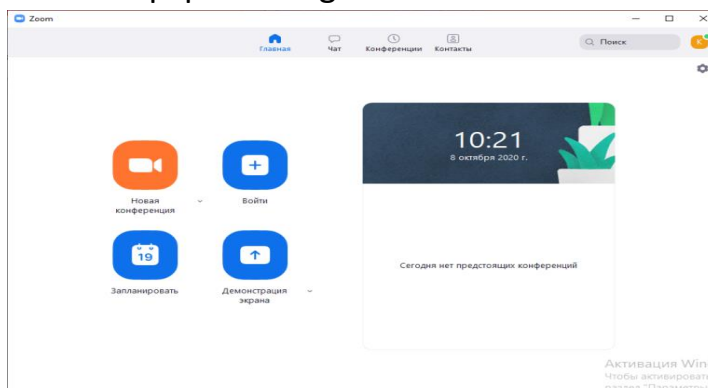 Zoom
Главная
Чат
Конференции
Контакты
Поиск
К
10:21
8 октября 2020 г.
Новая
конференция
Войти
19
Запланировать
Демонстрация
экрана
Сегодня нет предстоящих конференций
Активация Win
Чтобы активировать